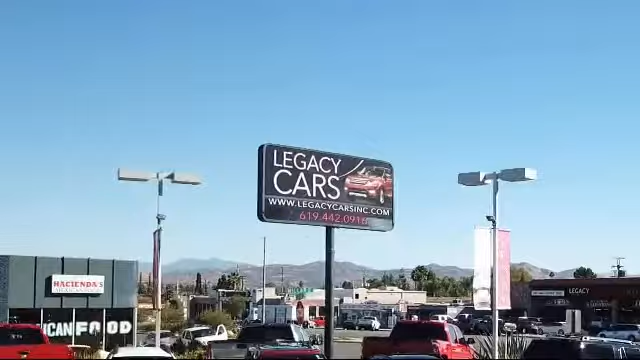 LEGACY
CARS
WWW.LEGACYCARSINC.COM
619.442.0918
HACIENDA'S
ICAN FOOD
LEGACY